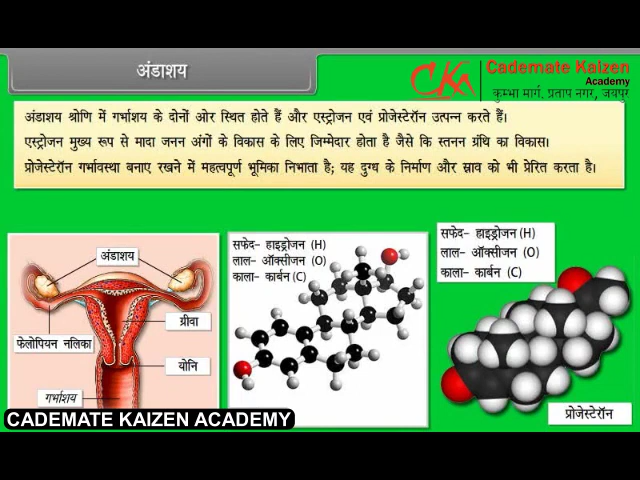 अंडाशय
CKA
Cademate Kaizen
Academy
कुम्भा मार्ग, प्रताप नगर, जयपुर
अंडाशय श्रोणि में गर्भाशय के दोनों ओर स्थित होते हैं और एस्ट्रोजन एवं प्रोजेस्टेरॉन उत्पन्न करते हैं।
एस्ट्रोजन मुख्य रूप से मादा जनन अंगों के विकास के लिए जिम्मेदार होता है जैसे कि स्तनन ग्रंथि का विकास।
प्रोजेस्टेरॉन गर्भावस्था बनाए रखने में महत्वपूर्ण भूमिका निभाता है; यह दुग्ध के निर्माण और स्राव को भी प्रेरित करता है।
अंडाशय
ग्रीवा
फेलोपियन नलिका
योनि
गर्भाशय
सफेद- हाइड्रोजन (H)
लाल- ऑक्सीजन (O)
काला- कार्बन (C)
सफेद- हाइड्रोजन (H)
लाल- ऑक्सीजन (O)
काला- कार्बन (C)
प्रोजेस्टेरॉन
CADEMATE KAIZEN ACADEMY